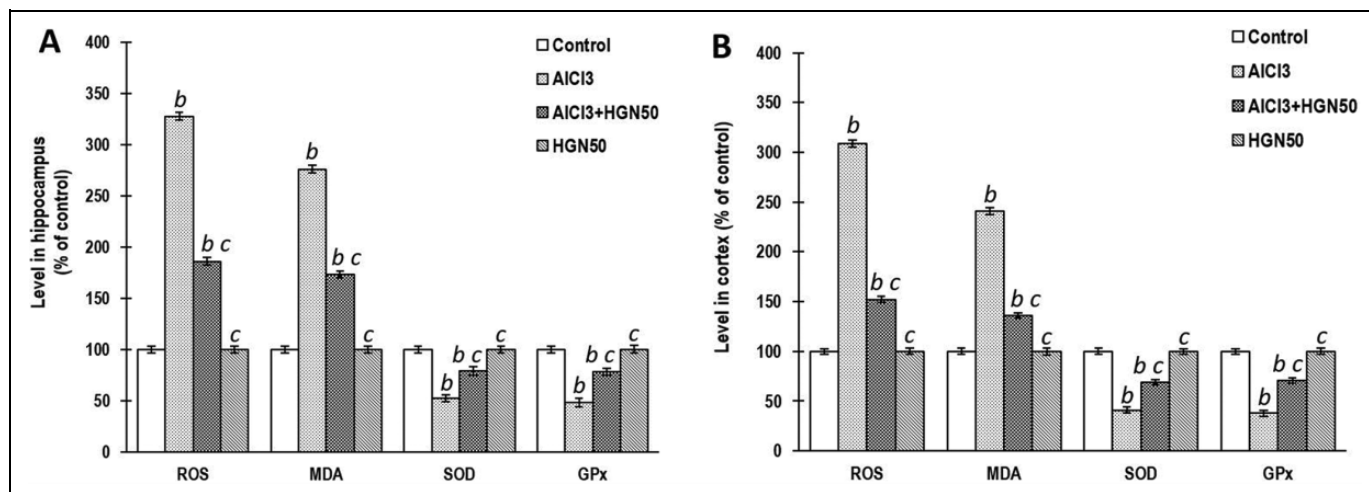 A
Level in hippocampus
(% of control)
400
350
300
250
200
150
100
50
0
Control
AlCl3
AlCl3+HGN50
HGN50
b
b c
c
b
b c
c
b
b c
c
b
b c
c
ROS MDA SOD GPx
B
Level in cortex (% of control)
400
350
300
250
200
150
100
50
0
Control
AlCl3
AlCl3+HGN50
HGN50
b
b c
c
b
b c
c
b
b c
c
b
b c
c
ROS MDA SOD GPx